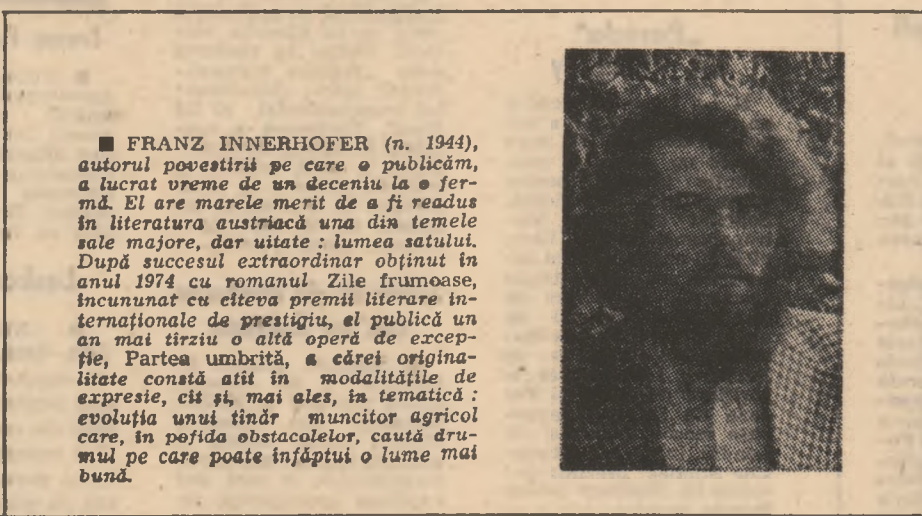 ■ FRANZ INNERHOFER (n. 1944),
autorul povestirii pe care o publicăm,
a lucrat vreme de un deceniu la o fer-
mă. El are marele merit de a fi readus
în literatura austriacă una din temele
sale majore, dar uitate : lumea satului.
După succesul extraordinar obținut în
anul 1974 cu romanul Zile frumoase,
încununat cu cîteva premii literare in-
ternaționale de prestigiu, el publică un
an mai tîrziu o altă operă de excep-
ție, Partea umbrită, a cărei origina-
litate constă atît în modalitățile de
expresie, cît și, mai ales, în tematică :
evoluția unui tînăr muncitor agricol
care, în pofida obstacolelor, caută dru-
mul pe care poate înfăptui o lume mai
bună.